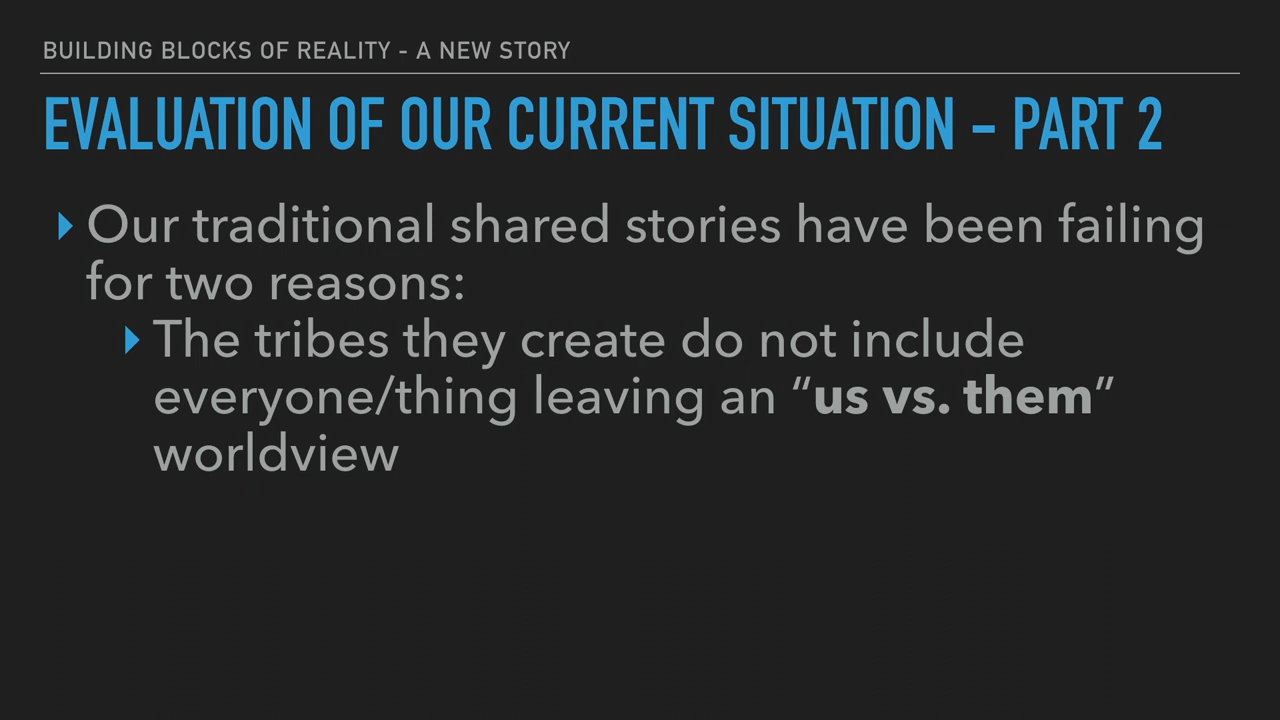 BUILDING BLOCKS OF REALITY - A NEW STORY
EVALUATION OF OUR CURRENT SITUATION - PART 2
Our traditional shared stories have been failing
for two reasons:
The tribes they create do not include
everyone/thing leaving an “us vs. them”
worldview